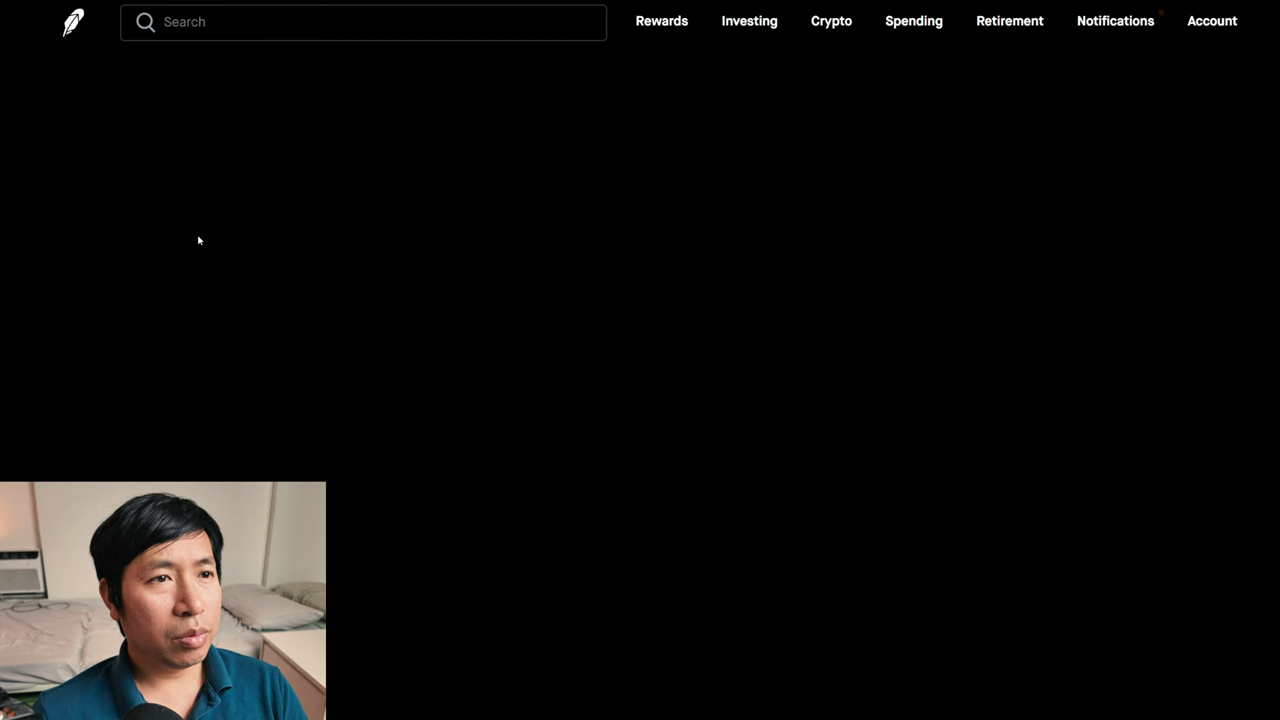 Search
Rewards Investing Crypto Spending Retirement Notifications Account